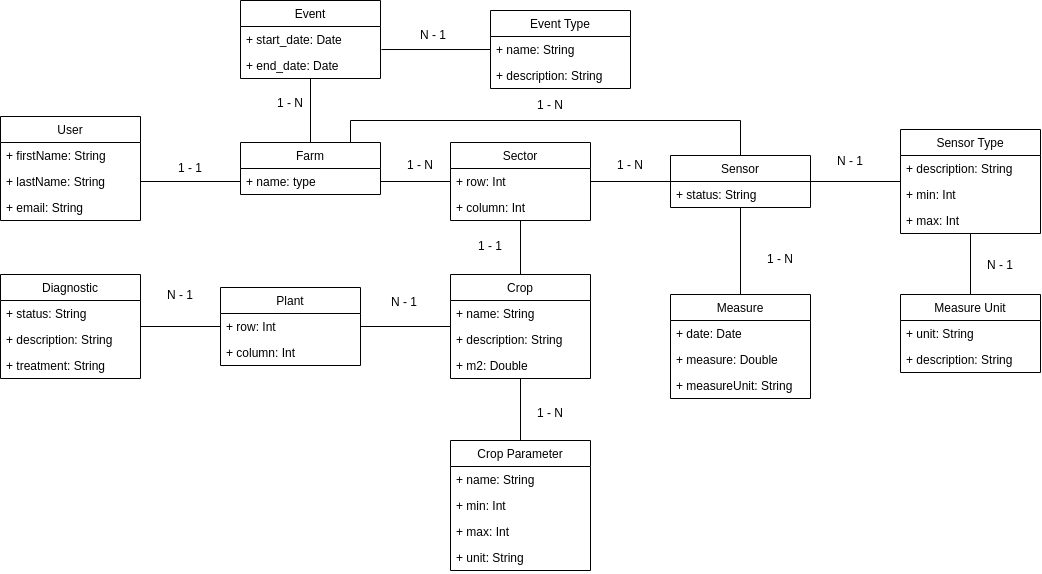 Event
+ start_date: Date
+ end_date: Date
N - 1
Event Type
+ name: String
+ description: String
1 - N
1 - N
User
+ firstName: String
+ lastName: String
+ email: String
1 - 1
Farm
+ name: type
1 - N
Sector
+ row: Int
+ column: Int
1 - N
Sensor
+ status: String
N - 1
Sensor Type
+ description: String
+ min: Int
+ max: Int
1 - 1
1 - N
N - 1
Diagnostic
+ status: String
+ description: String
+ treatment: String
N - 1
Plant
+ row: Int
+ column: Int
N - 1
Crop
+ name: String
+ description: String
+ m2: Double
Measure
+ date: Date
+ measure: Double
+ measureUnit: String
Measure Unit
+ unit: String
+ description: String
1 - N
Crop Parameter
+ name: String
+ min: Int
+ max: Int
+ unit: String